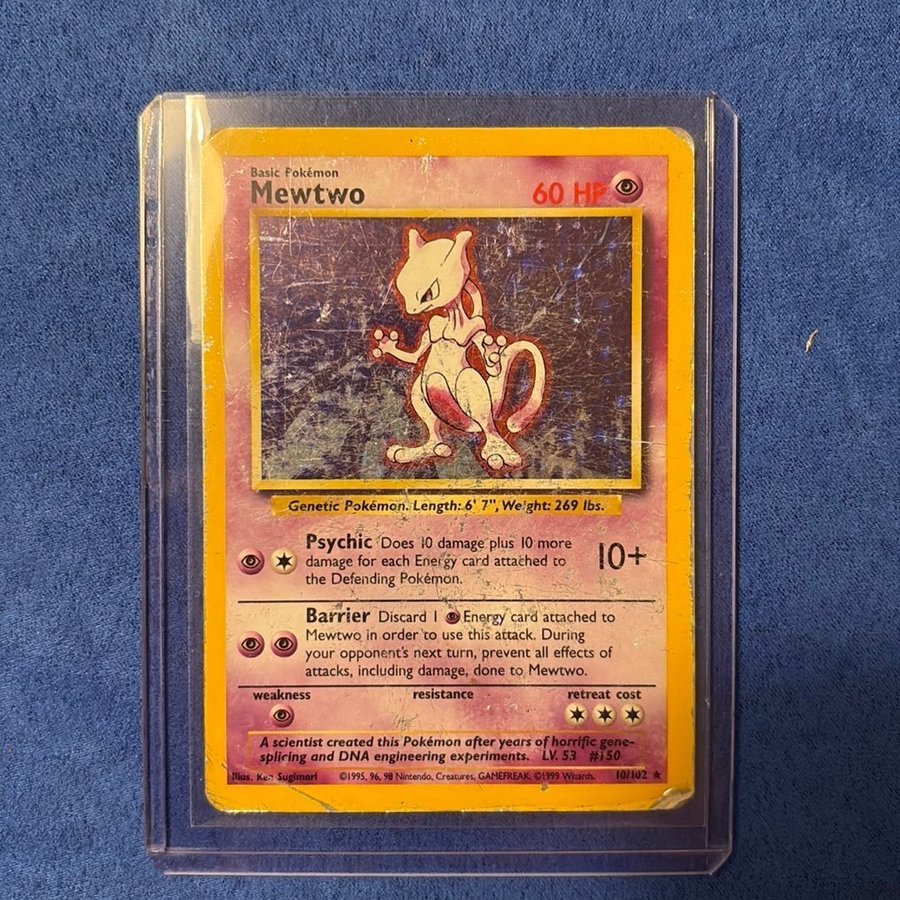 Basic Pokémon
Mewtwo
60 HP
Genetic Pokémon. Length: 6' 7", Weight: 269 lbs.
Psychic Does 10 damage plus 10 more
damage for each Energy card attached to
the Defending Pokémon.
10+
Barrier Discard 1 Energy card attached to
Mewtwo in order to use this attack. During
your opponent's next turn, prevent all effects of
attacks, including damage, done to Mewtwo.
weakness
resistance
retreat cost
A scientist created this Pokémon after years of horrific gene-
splicing and DNA engineering experiments. LV. 53 #150
Illus. Ken Sugimori
©1995, 96, 98 Nintendo, Creatures, GAMEFREAK. ©1999 Wizards.
10/102 ★